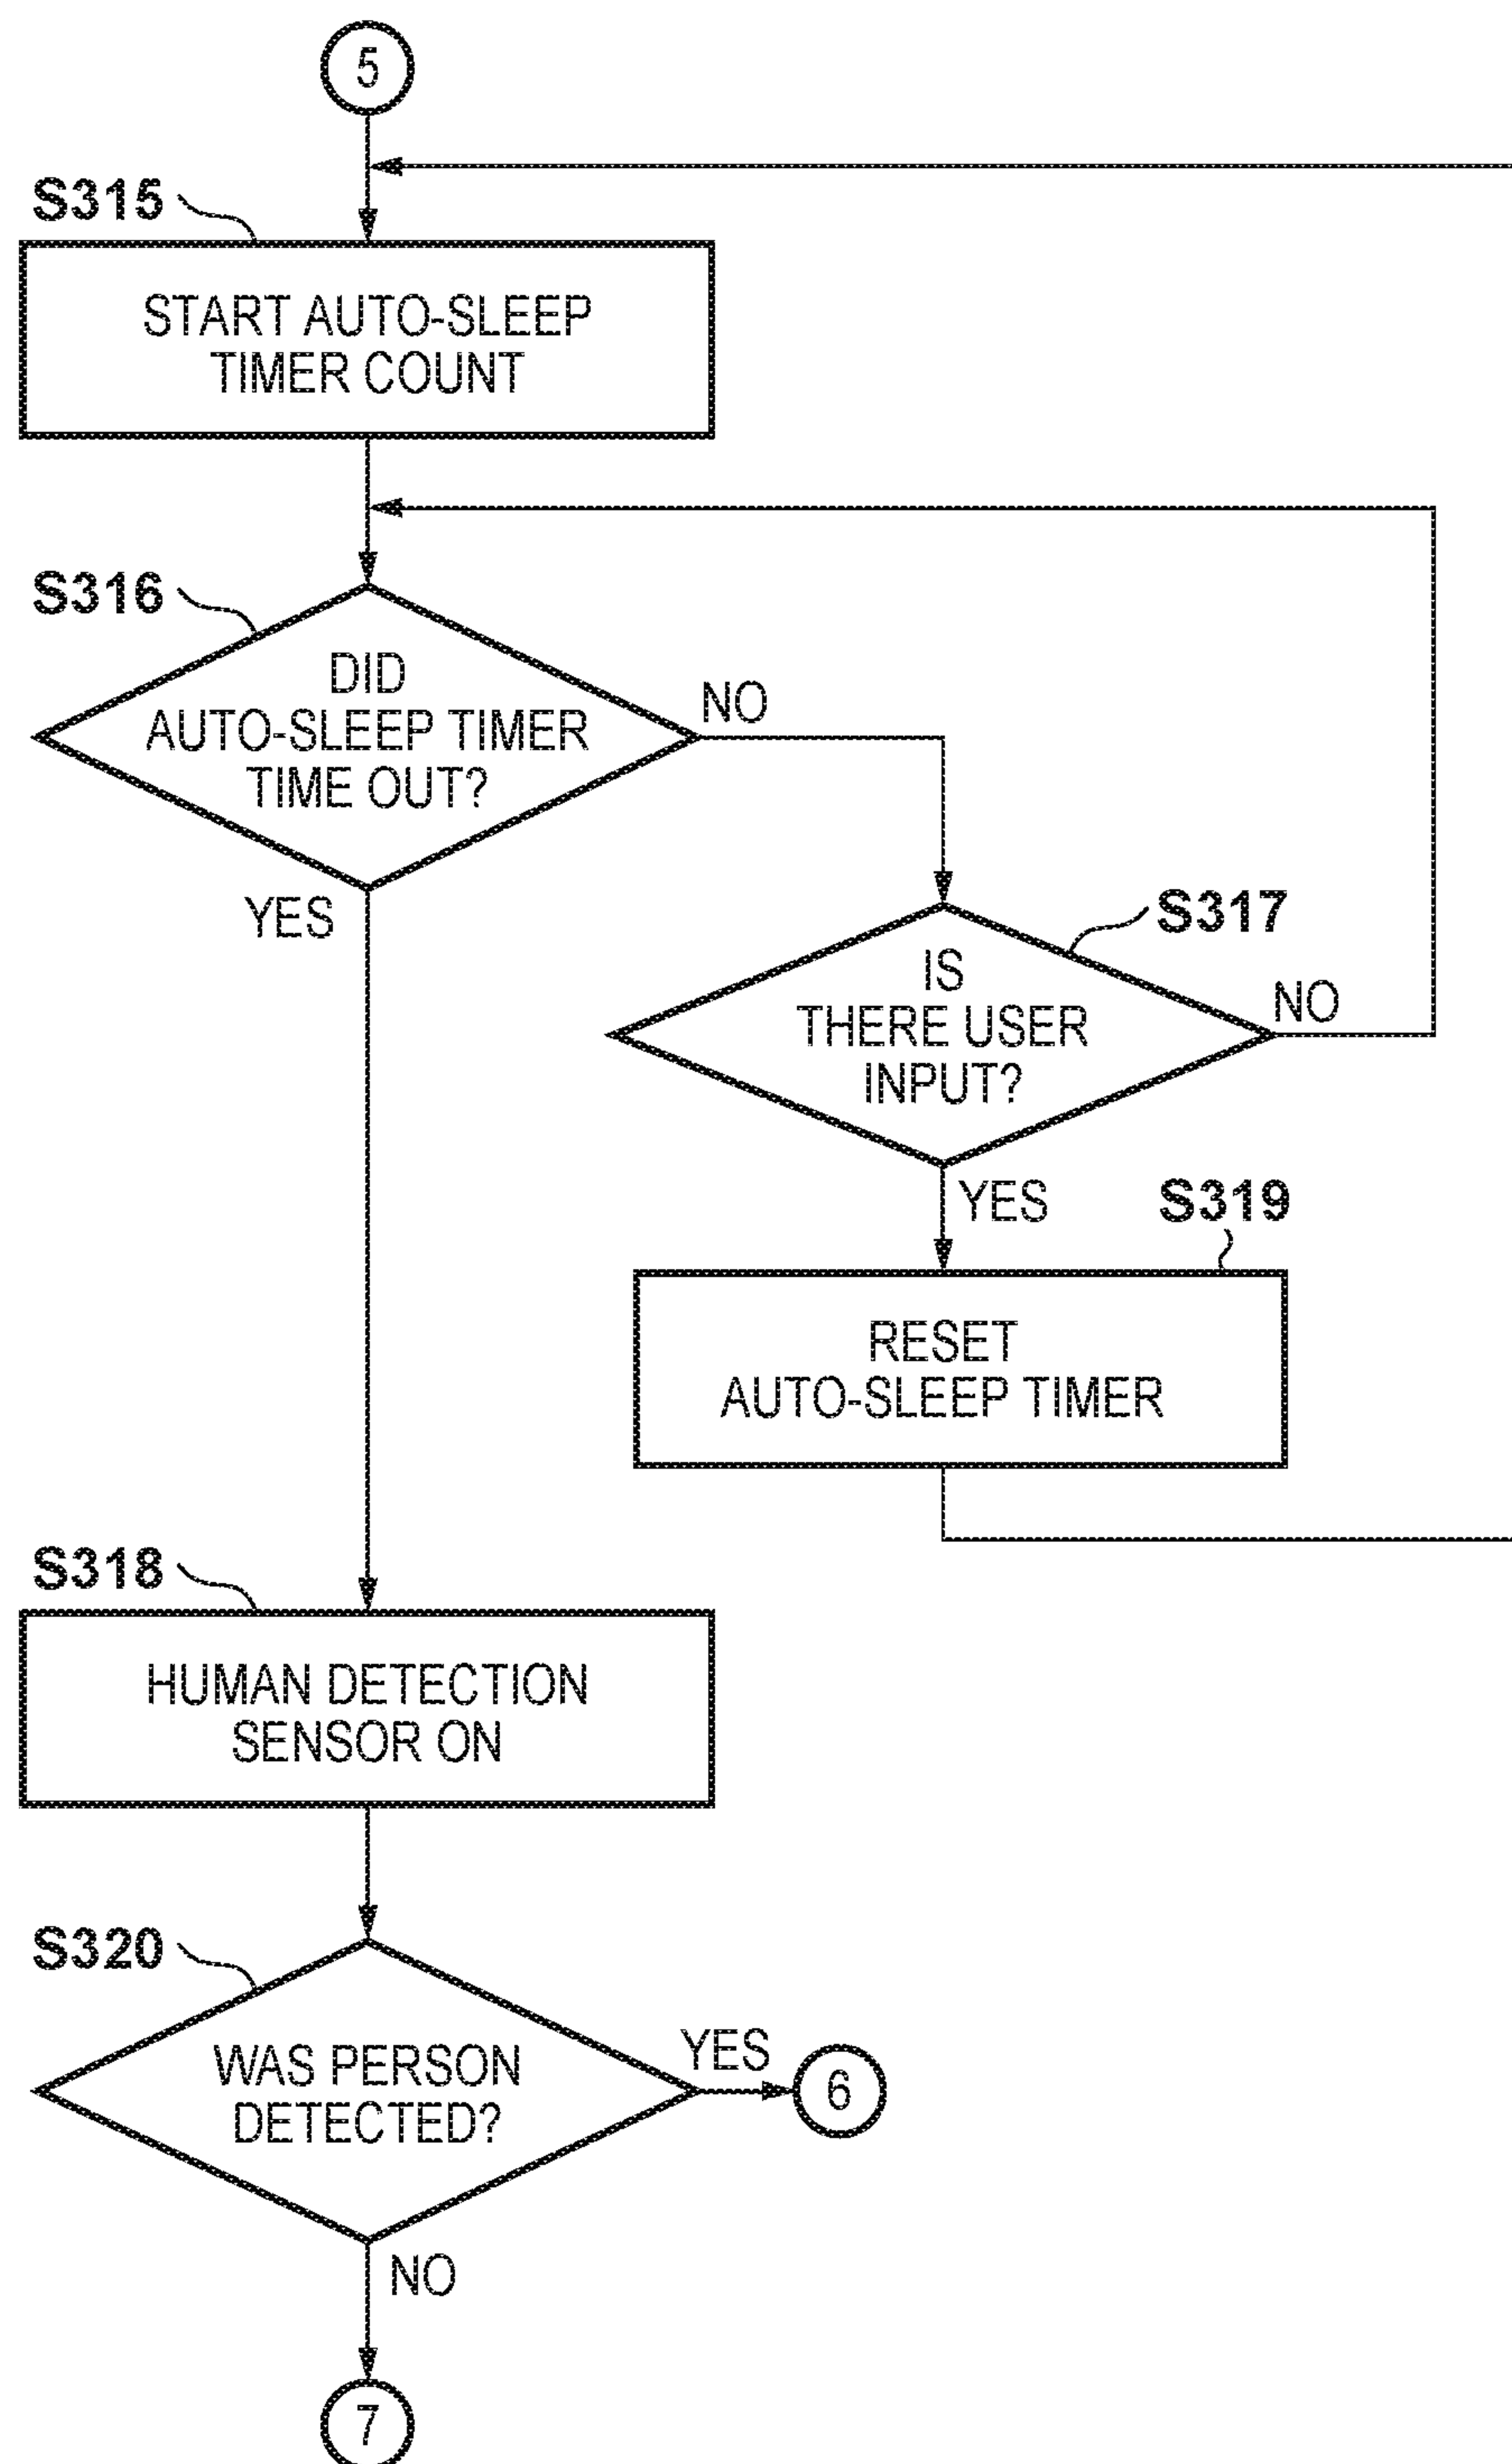 5
S315
START AUTO-SLEEP
TIMER COUNT
S316
DID
AUTO-SLEEP TIMER
TIME OUT?
NO
YES
S317
IS
THERE USER
INPUT?
NO
YES
S319
RESET
AUTO-SLEEP TIMER
S318
HUMAN DETECTION
SENSOR ON
S320
WAS PERSON
DETECTED?
YES
6
NO
7